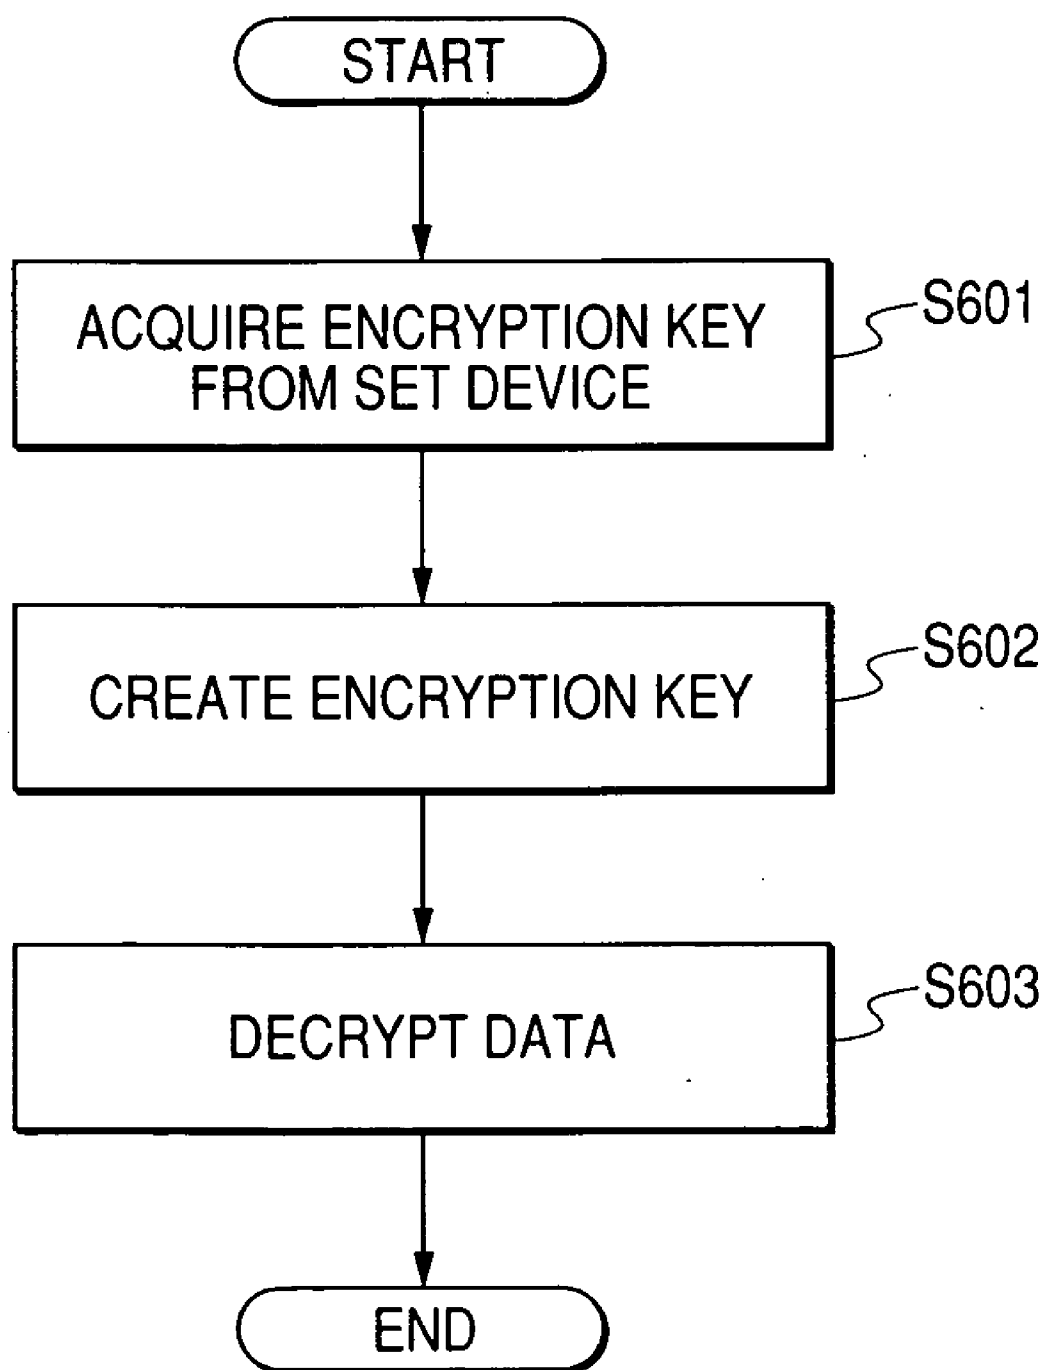 START
ACQUIRE ENCRYPTION KEY
FROM SET DEVICE
S601
CREATE ENCRYPTION KEY
S602
DECRYPT DATA
S603
END